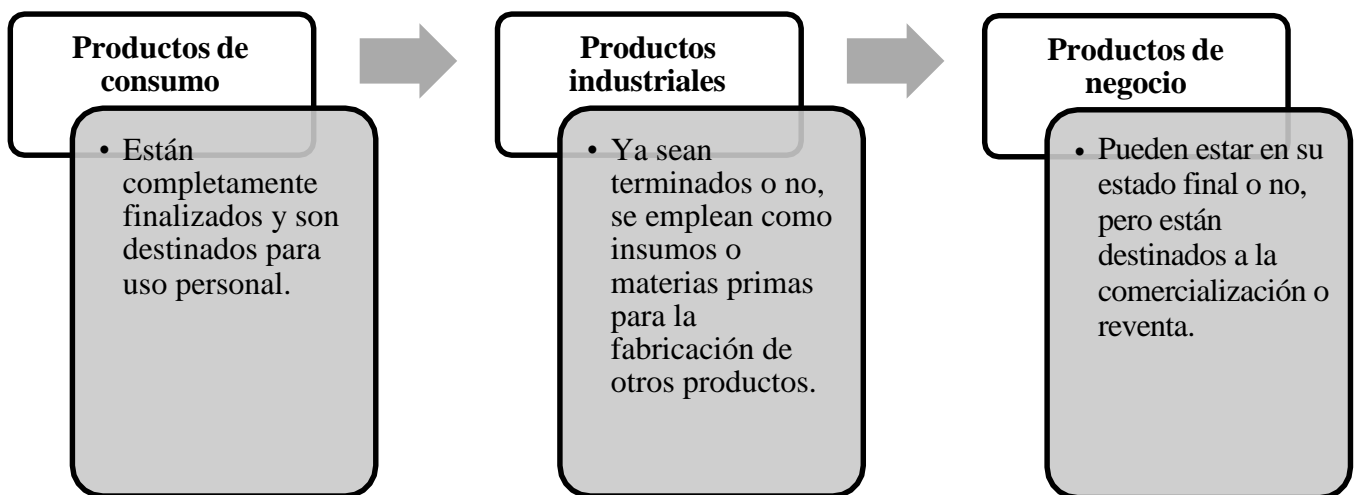 Productos de
consumo
• Están
completamente
finalizados y son
destinados para
uso personal.
Productos
industriales
• Ya sean
terminados o no,
se emplean como
insumos o
materias primas
para la
fabricación de
otros productos.
Productos de
negocio
• Pueden estar en su
estado final o no,
pero están
destinados a la
comercialización o
reventa.